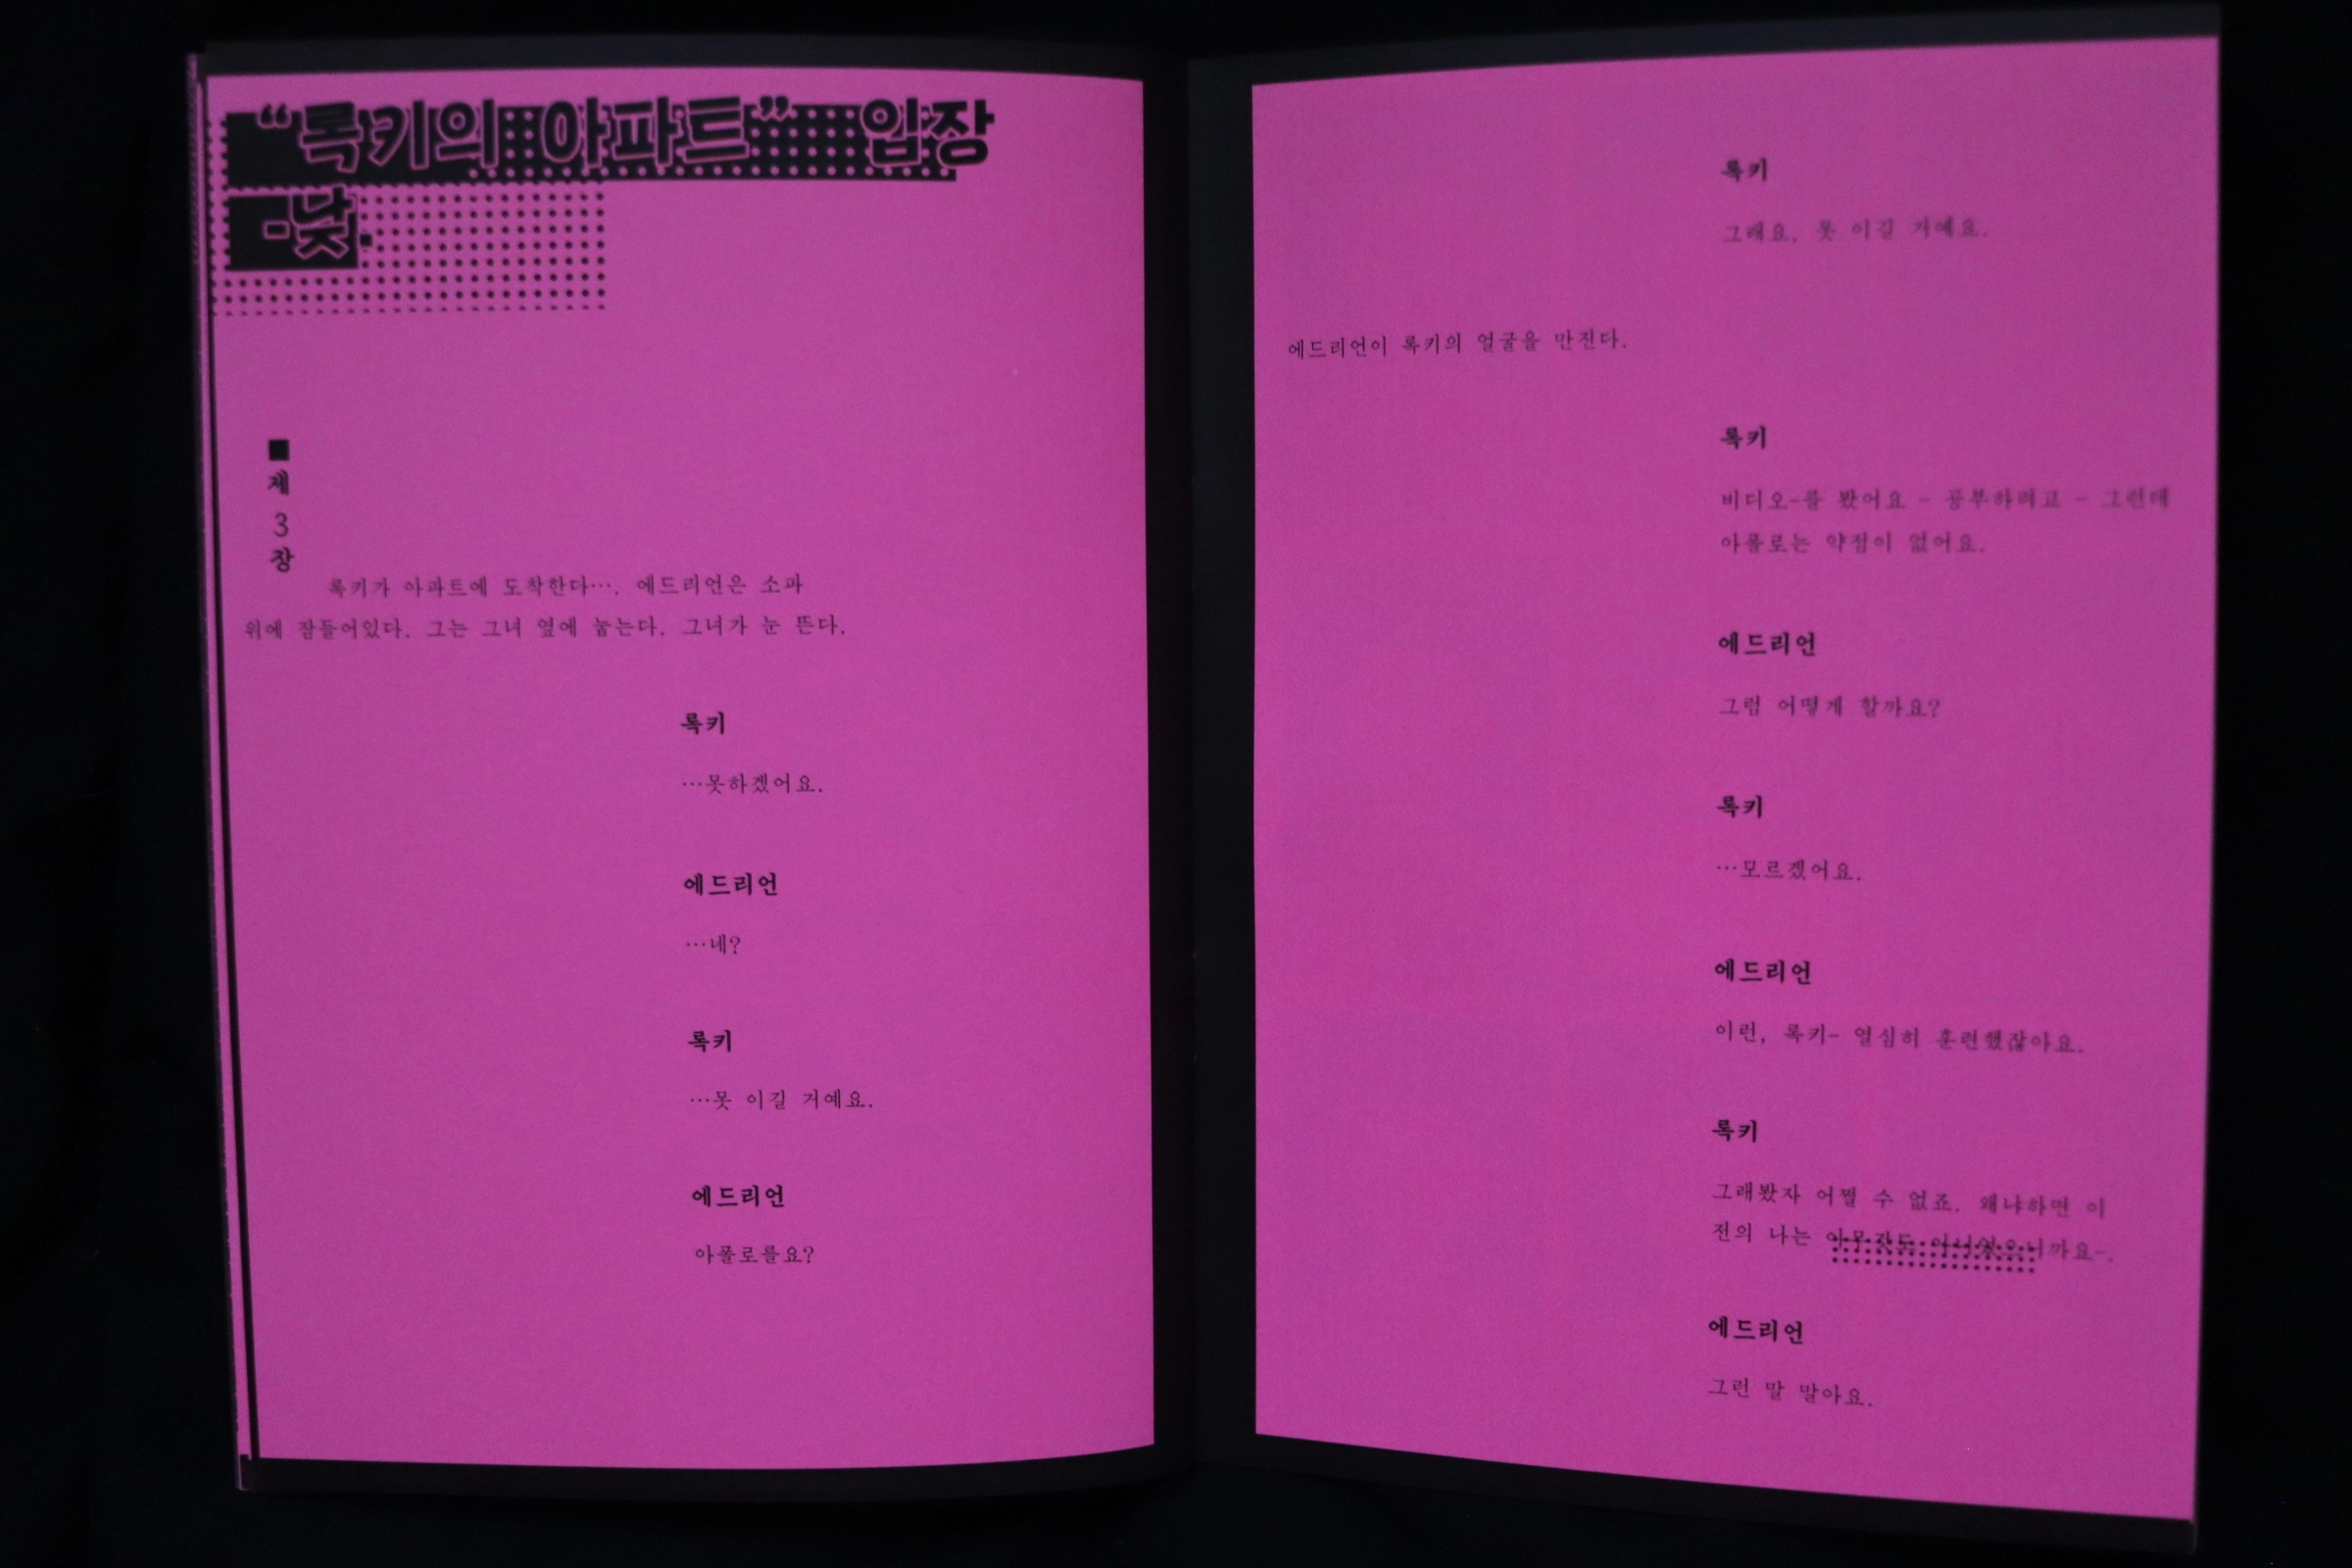 “록키의 아파트” 입장
-낮.
■
제
3
장
록키가 아파트에 도착한다…. 에드리언은 소파
위에 잠들어있다. 그는 그녀 옆에 눕는다. 그녀가 눈 뜬다.
록키
…못하겠어요.
에드리언
…네?
록키
…못 이길 거예요.
에드리언
아폴로를요?
록키
그래요, 못 이길 거예요.
에드리언이 록키의 얼굴을 만진다.
록키
비디오-를 봤어요 - 공부하려고 - 그런데
아폴로는 약점이 없어요.
에드리언
그럼 어떻게 할까요?
록키
…모르겠어요.
에드리언
이런, 록키- 열심히 훈련했잖아요.
록키
그래봤자 어쩔 수 없죠. 왜냐하면 이
전의 나는 아무것도 아니었으니까요-.
에드리언
그런 말 말아요.